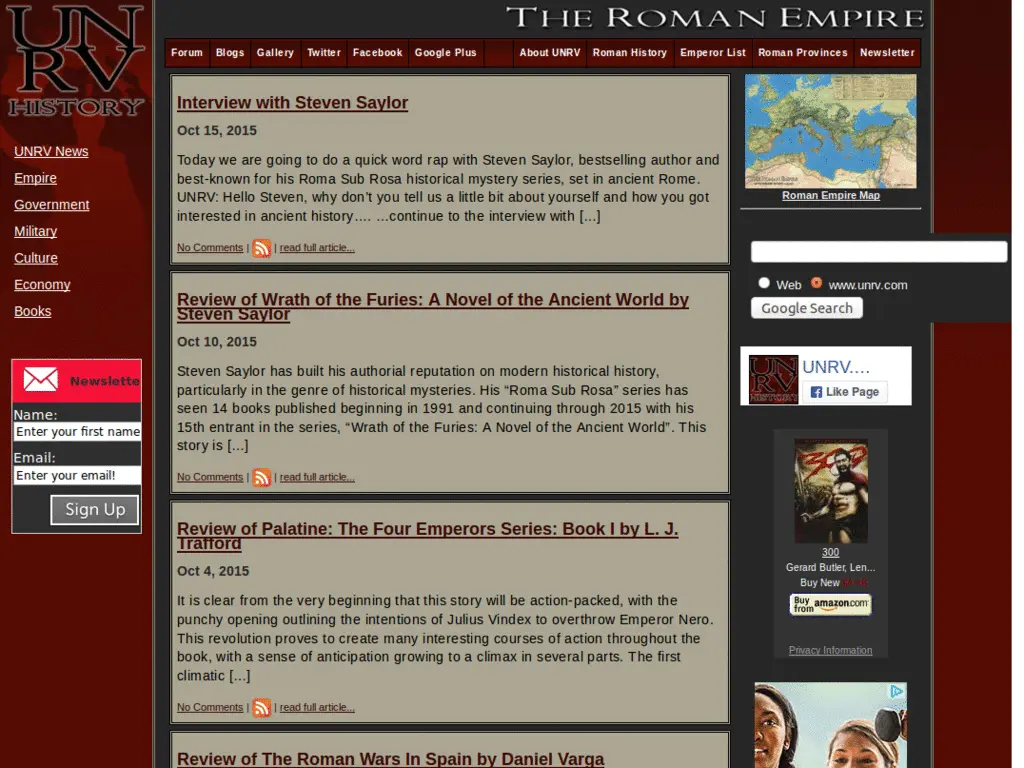 UN
RV
HISTORY
THE ROMAN EMPIRE
Forum Blogs Gallery Twitter Facebook Google Plus About UNRV Roman History Emperor List Roman Provinces Newsletter
UNRV News
Empire
Government
Military
Culture
Economy
Books
Newslette
Name:
Enter your first name
Email:
Enter your email!
Sign Up
Interview with Steven Saylor
Oct 15, 2015
Today we are going to do a quick word rap with Steven Saylor, bestselling author and
best-known for his Roma Sub Rosa historical mystery series, set in ancient Rome.
UNRV: Hello Steven, why don’t you tell us a little bit about yourself and how you got
interested in ancient history…. …continue to the interview with [...]
No Comments | | read full article...
Review of Wrath of the Furies: A Novel of the Ancient World by
Steven Saylor
Oct 10, 2015
Steven Saylor has built his authorial reputation on modern historical history,
particularly in the genre of historical mysteries. His “Roma Sub Rosa” series has
seen 14 books published beginning in 1991 and continuing through 2015 with his
15th entrant in the series, “Wrath of the Furies: A Novel of the Ancient World”. This
story is [...]
No Comments | | read full article...
Review of Palatine: The Four Emperors Series: Book I by L. J.
Trafford
Oct 4, 2015
It is clear from the very beginning that this story will be action-packed, with the
punchy opening outlining the intentions of Julius Vindex to overthrow Emperor Nero.
This revolution proves to create many interesting courses of action throughout the
book, with a sense of anticipation growing to a climax in several parts. The first
climatic [...]
No Comments | | read full article...
Review of The Roman Wars In Spain by Daniel Varga
Roman Empire Map
Web www.unrv.com
Google Search
UN
RV
HISTORY
UNRV....
Like Page
300
300
Gerard Butler, Len...
Buy New
Buy from amazon.com
Privacy Information